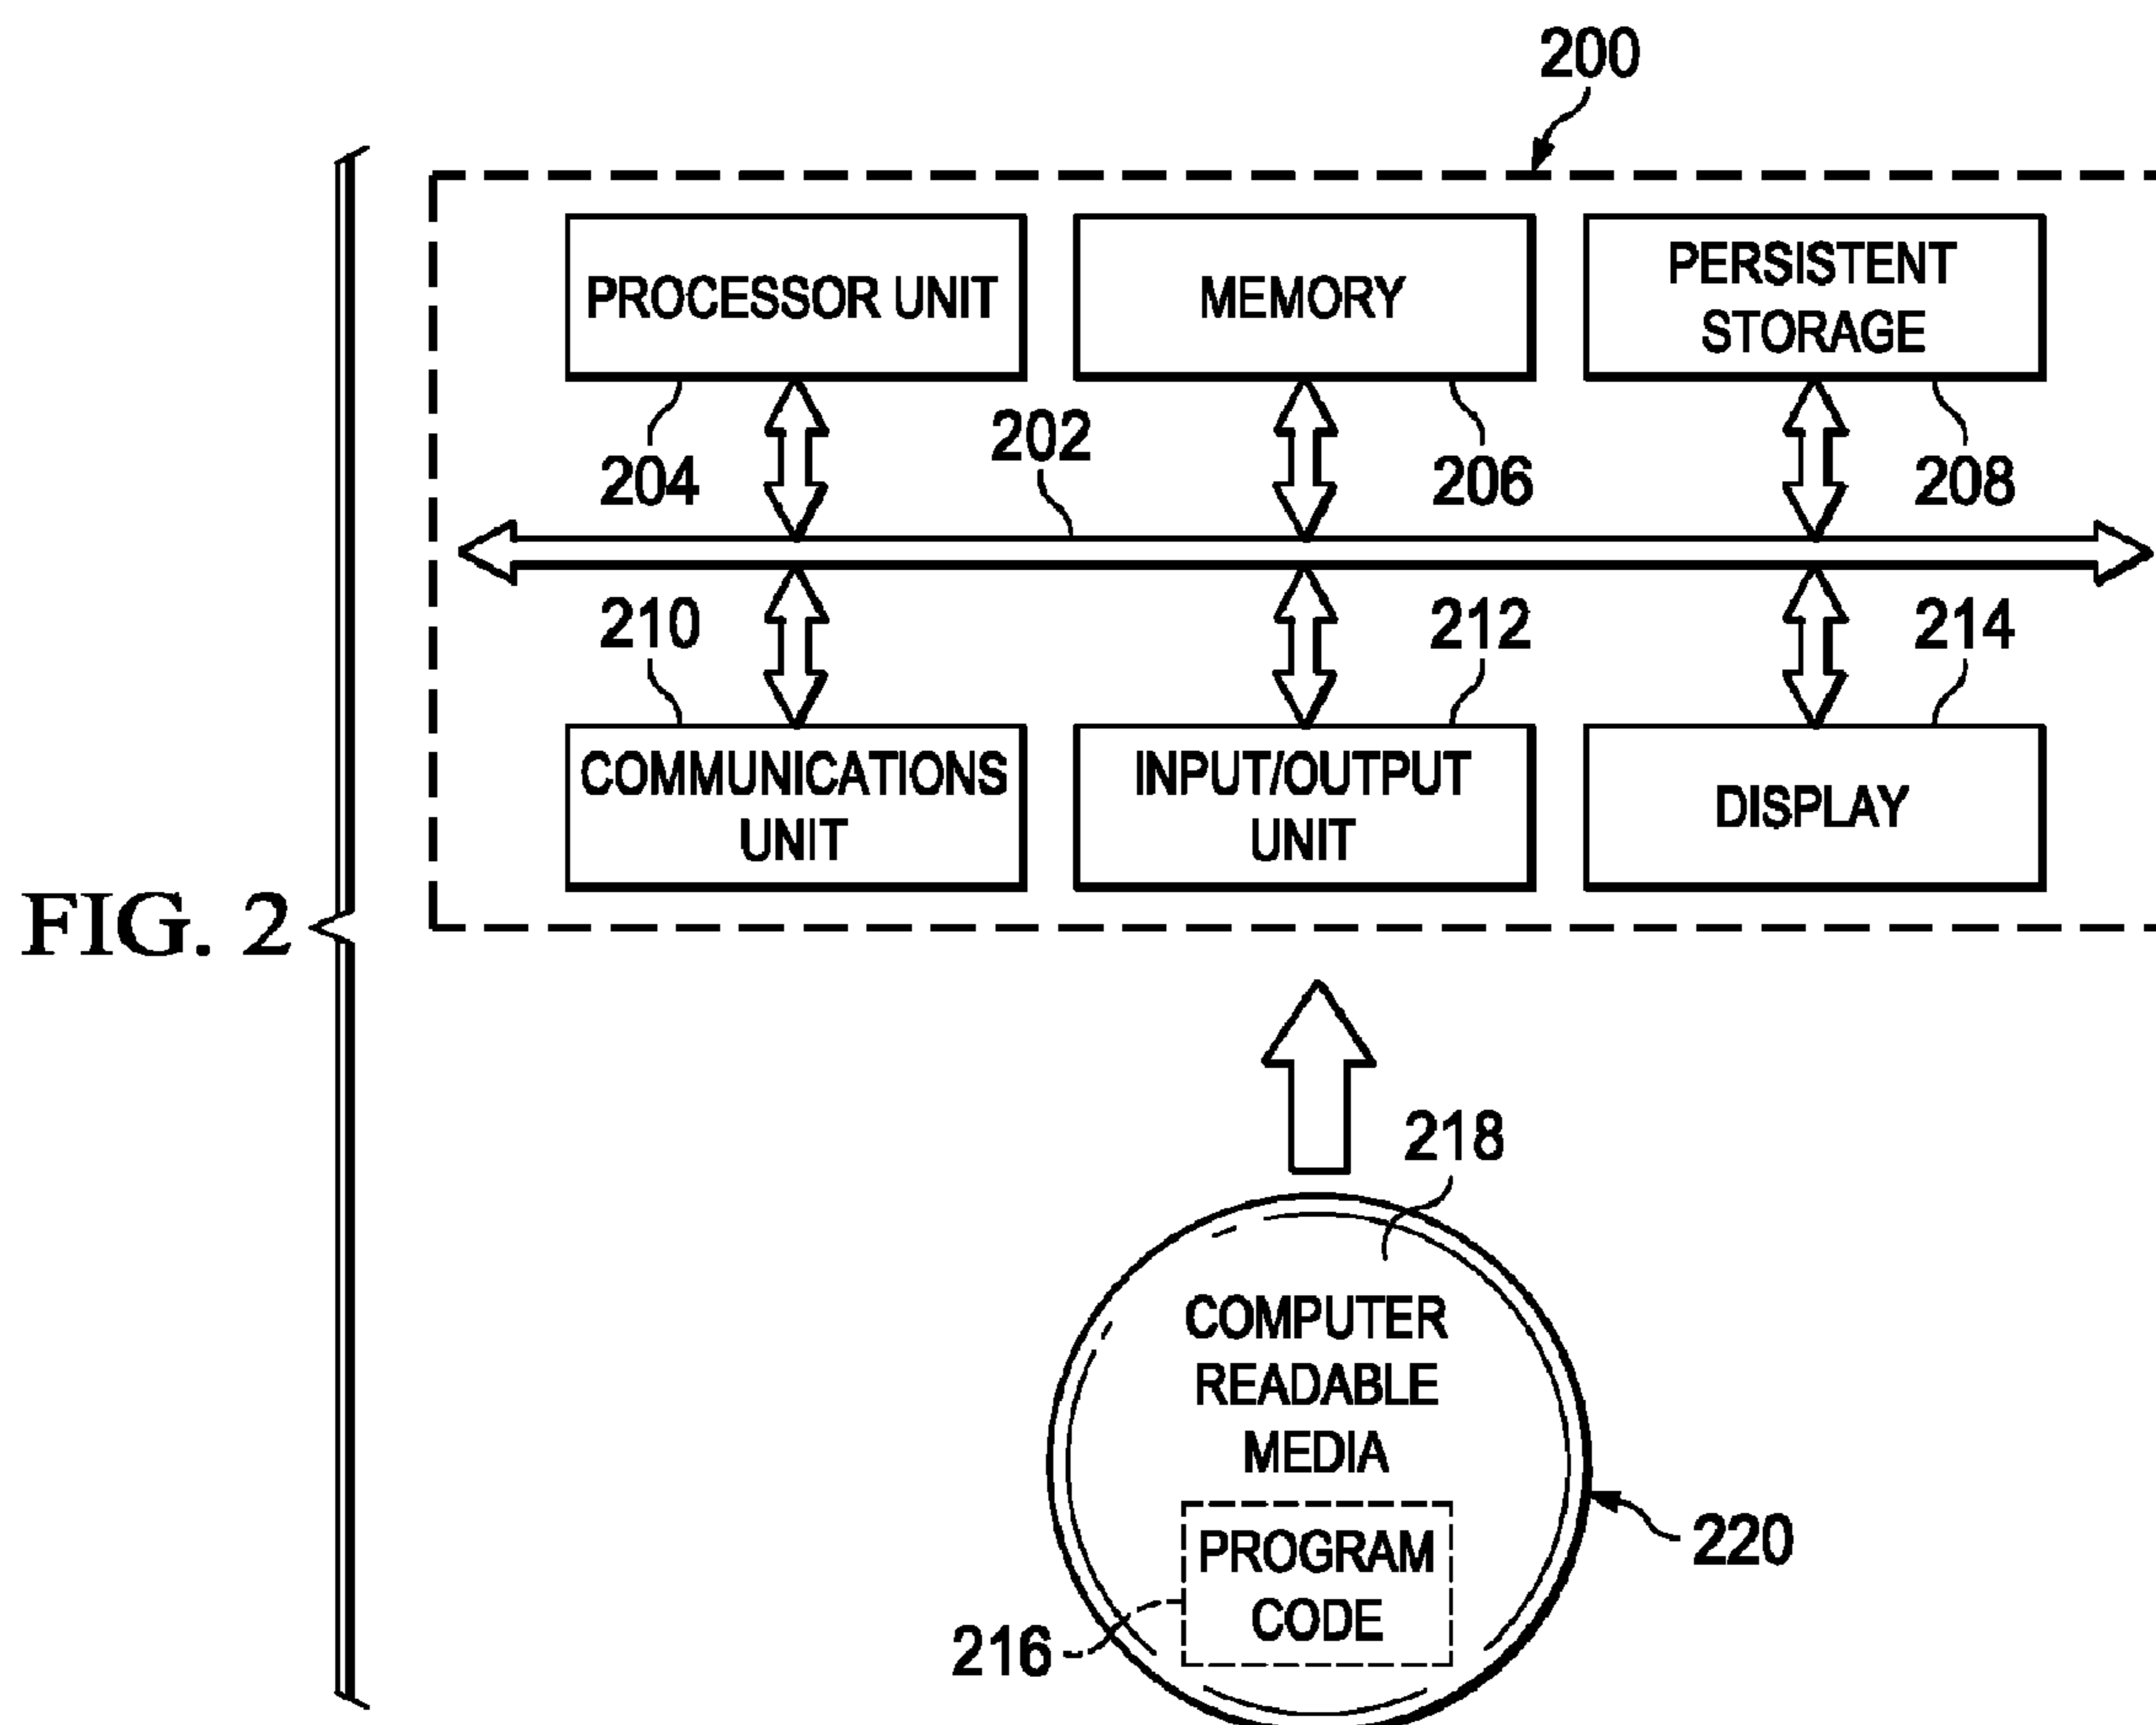 200
PROCESSOR UNIT
MEMORY
PERSISTENT
STORAGE
204
202
206
208
210
212
214
COMMUNICATIONS
UNIT
INPUT/OUTPUT
UNIT
DISPLAY
FIG. 2
218
COMPUTER
READABLE
MEDIA
PROGRAM
CODE
220
216